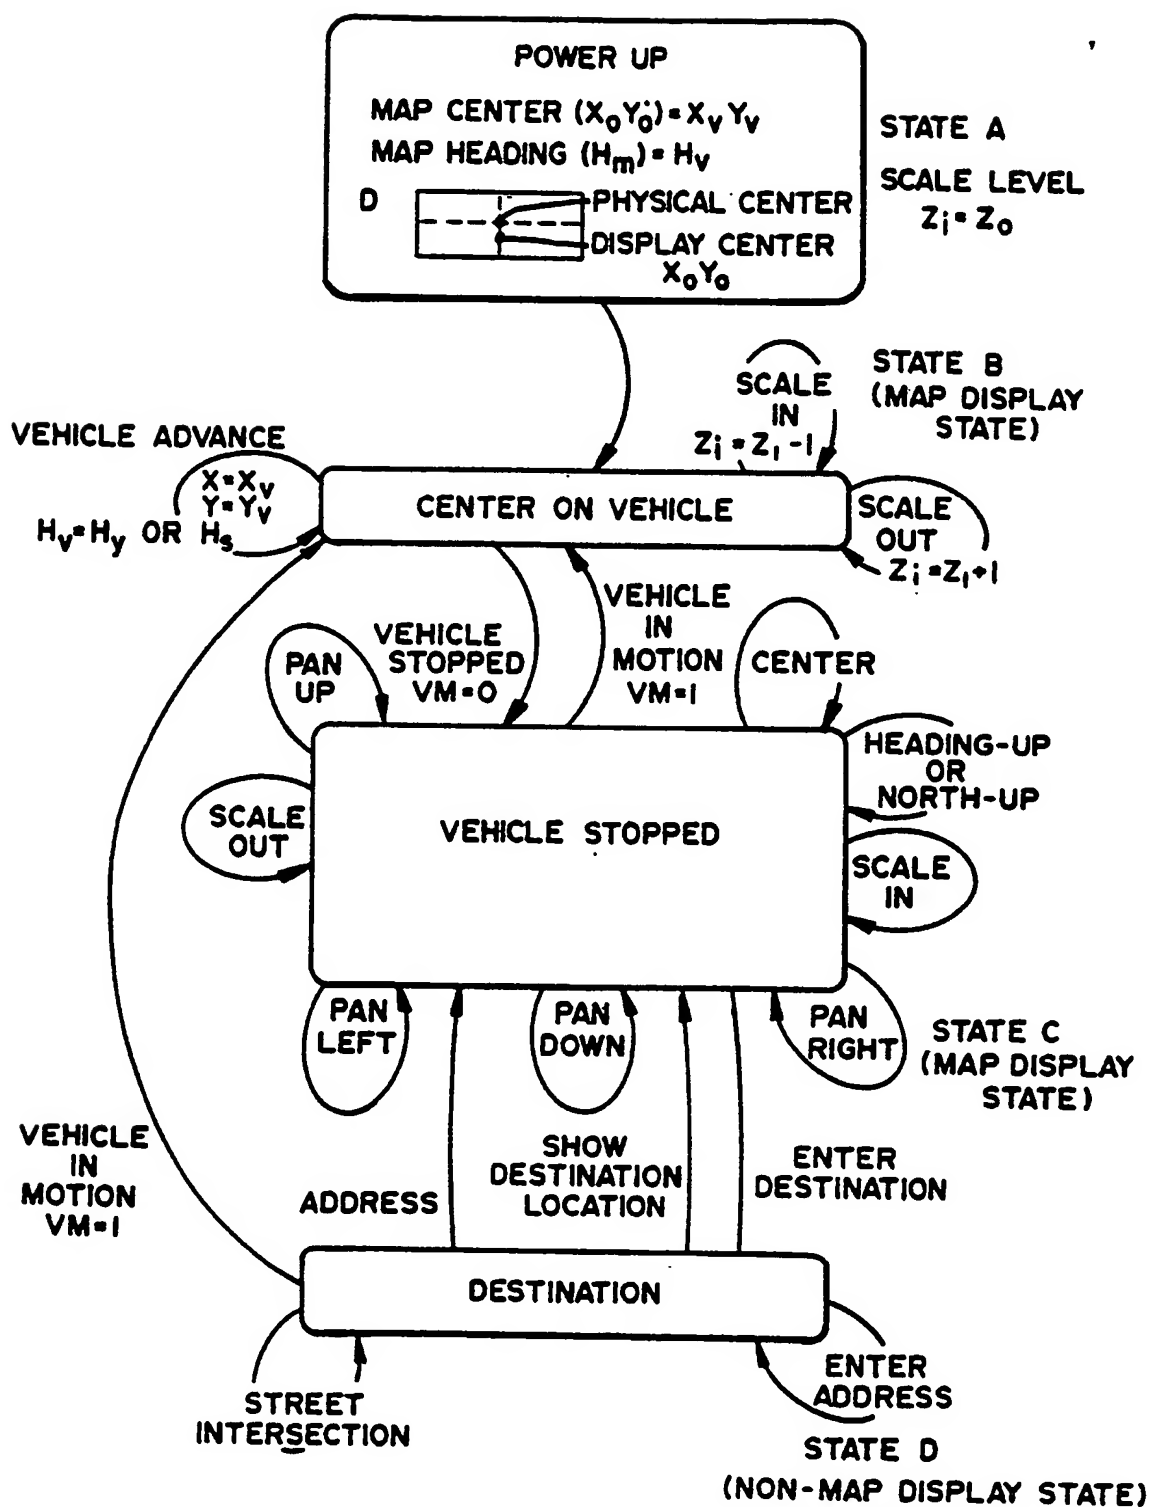 POWER UP
MAP CENTER (X₀Y₀)=XᵥYᵥ
MAP HEADING (Hₘ)=Hᵥ
D
PHYSICAL CENTER
DISPLAY CENTER
X₀Y₀
STATE A
SCALE LEVEL
Zᵢ=Z₀
STATE B
(MAP DISPLAY
STATE)
SCALE
IN
Zᵢ=Z₁-1
VEHICLE ADVANCE
X=Xᵥ
Y=Yᵥ
Hᵥ=Hy OR Hₛ
CENTER ON VEHICLE
SCALE
OUT
Zᵢ=Z₁+1
VEHICLE
STOPPED
VM=0
VEHICLE
IN
MOTION
VM=1
PAN
UP
CENTER
HEADING-UP
OR
NORTH-UP
SCALE
OUT
VEHICLE STOPPED
SCALE
IN
PAN
LEFT
PAN
DOWN
PAN
RIGHT
STATE C
(MAP DISPLAY
STATE)
VEHICLE
IN
MOTION
VM=1
ADDRESS
SHOW
DESTINATION
LOCATION
ENTER
DESTINATION
DESTINATION
STREET
INTERSECTION
ENTER
ADDRESS
STATE D
(NON-MAP DISPLAY STATE)